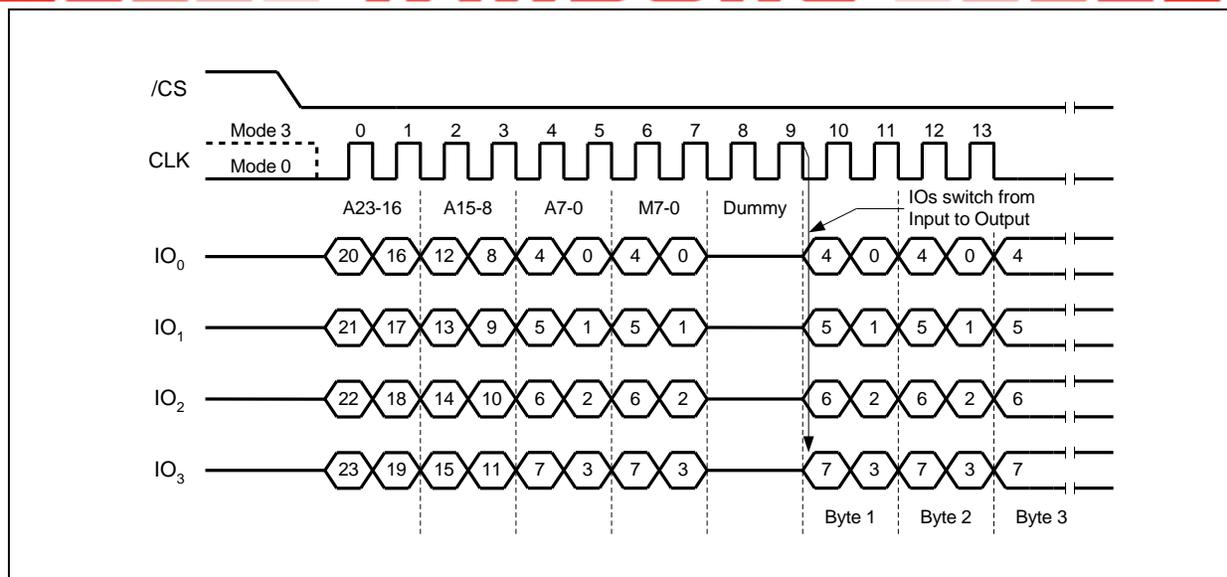 /CS
Mode 3
0 1 2 3 4 5 6 7 8 9 10 11 12 13
CLK
Mode 0
IOs switch from
Input to Output
A23-16 A15-8 A7-0 M7-0 Dummy
IO0 20 16 12 8 4 0 4 0 4 0 4 0 4
IO1 21 17 13 9 5 1 5 1 5 1 5 1 5
IO2 22 18 14 10 6 2 6 2 6 2 6 2 6
IO3 23 19 15 11 7 3 7 3 7 3 7 3 7
Byte 1 Byte 2 Byte 3